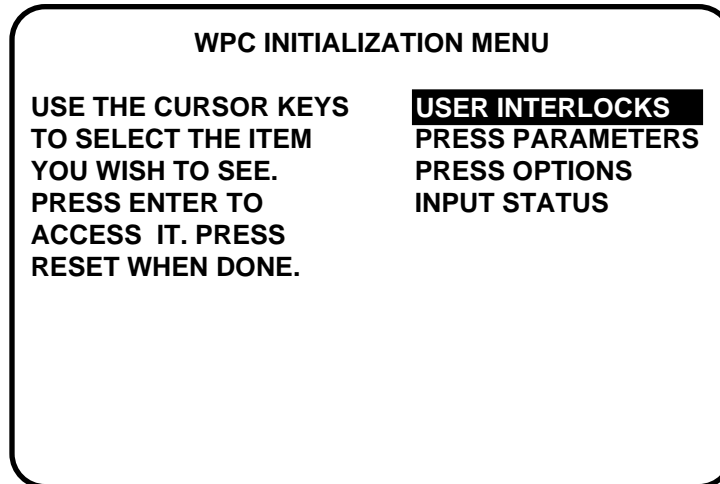 WPC INITIALIZATION MENU
USE THE CURSOR KEYS
TO SELECT THE ITEM
YOU WISH TO SEE.
PRESS ENTER TO
ACCESS IT. PRESS
RESET WHEN DONE.
USER INTERLOCKS
PRESS PARAMETERS
PRESS OPTIONS
INPUT STATUS